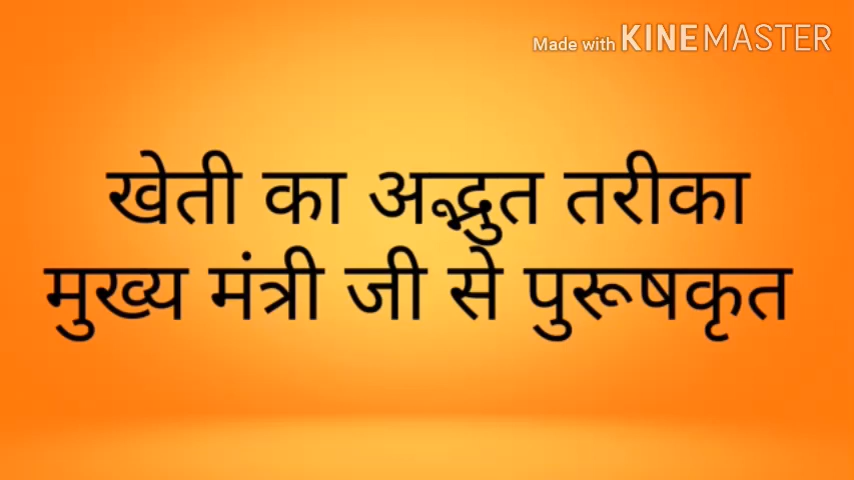 Made with KINEMASTER
खेती का अद्भुत तरीका
मुख्य मंत्री जी से पुरूषकृत